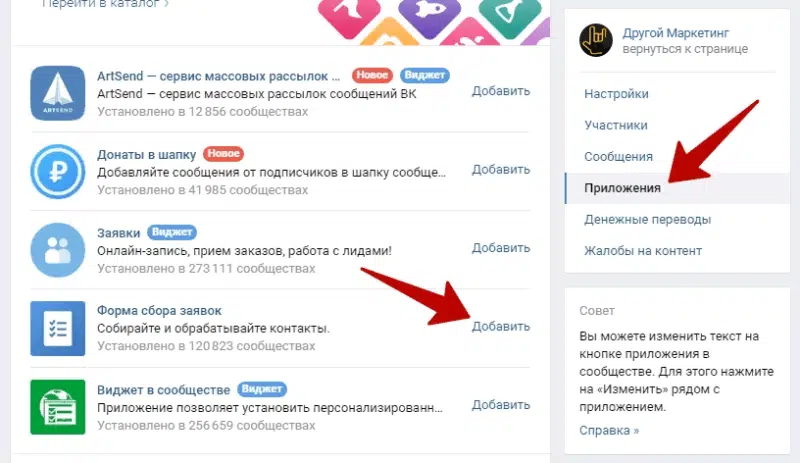 Перейти в каталог ›
ArtSend — сервис массовых рассылок ... Новое Виджет
ArtSend — сервис массовых рассылок сообщений ВК
Установлено в 12 856 сообществах
Добавить
ARTSEND
Донаты в шапку Новое
Добавляйте сообщения от подписчиков в шапку сообще...
Установлено в 41 985 сообществах
Добавить
Заявки Виджет
Онлайн-запись, прием заказов, работа с лидами!
Установлено в 273 111 сообществах
Добавить
Форма сбора заявок
Собирайте и обрабатывайте контакты.
Установлено в 120 823 сообществах
Добавить
Виджет в сообществе Виджет
Приложение позволяет установить персонализированн...
Установлено в 256 659 сообществах
Добавить
Другой Маркетинг
вернуться к странице
Настройки
Участники
Сообщения
Приложения
Денежные переводы
Жалобы на контент
Совет
Вы можете изменить текст на
кнопке приложения в
сообществе. Для этого нажмите
на «Изменить» рядом с
приложением.
Справка »